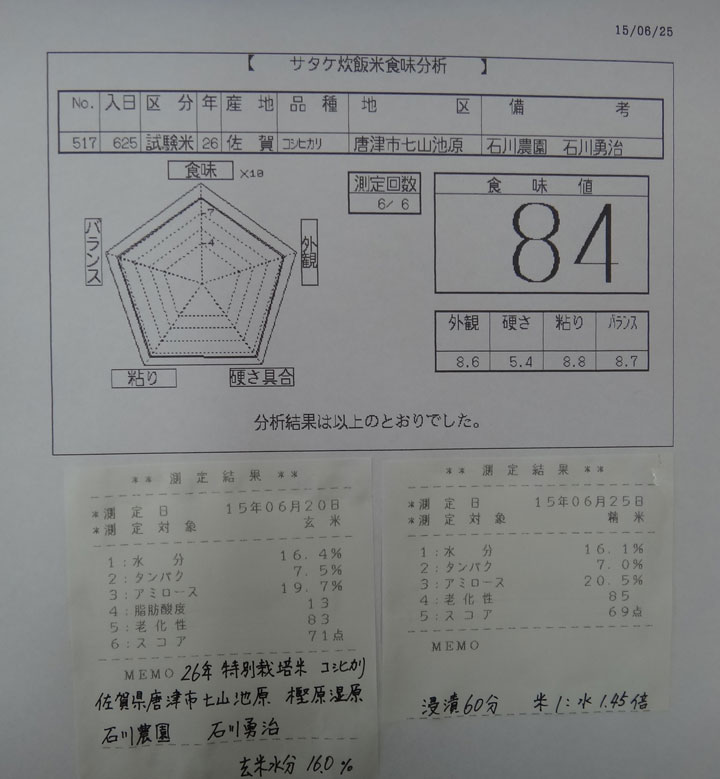 15/06/25
【 サタケ炊飯米食味分析 】
No. 入日 区分 年 産地 品種 地区 備考
517 625 試験米 26 佐賀 コシヒカリ 唐津市七山池原 石川農園 石川勇治
食味 ×10
7
4
バランス
外観
粘り
硬さ具合
測定回数
6/ 6
食味値
84
外観 硬さ 粘り バランス
8.6 5.4 8.8 8.7
分析結果は以上のとおりでした。
** 測定結果 **
*測定日 15年06月20日
*測定対象 玄米
1:水分 16.4%
2:タンパク 7.5%
3:アミロース 19.7%
4:脂肪酸度 13
5:老化性 83
6:スコア 71点
MEMO 26年 特別栽培米 コシヒカリ
佐賀県唐津市七山池原 樫原湿原
石川農園 石川勇治
玄米水分 16.0%
** 測定結果 **
*測定日 15年06月25日
*測定対象 精米
1:水分 16.1%
2:タンパク 7.0%
3:アミロース 20.5%
4:老化性 85
5:スコア 69点
MEMO
浸漬60分 米1:水1.45倍